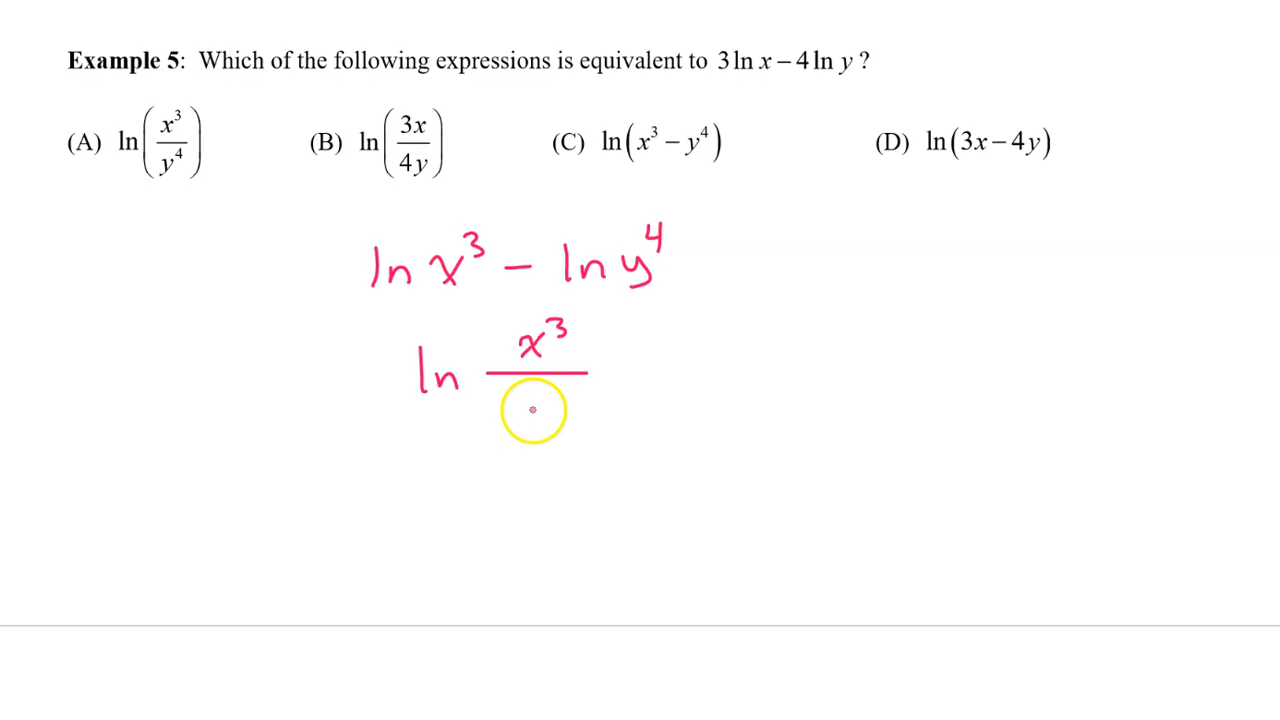 Example 5: Which of the following expressions is equivalent to 3 ln x − 4 ln y ?
(A) ln(x³/y⁴) (B) ln(3x/4y) (C) ln(x³ − y⁴) (D) ln(3x − 4y)
ln x³ − ln y⁴
ln x³/